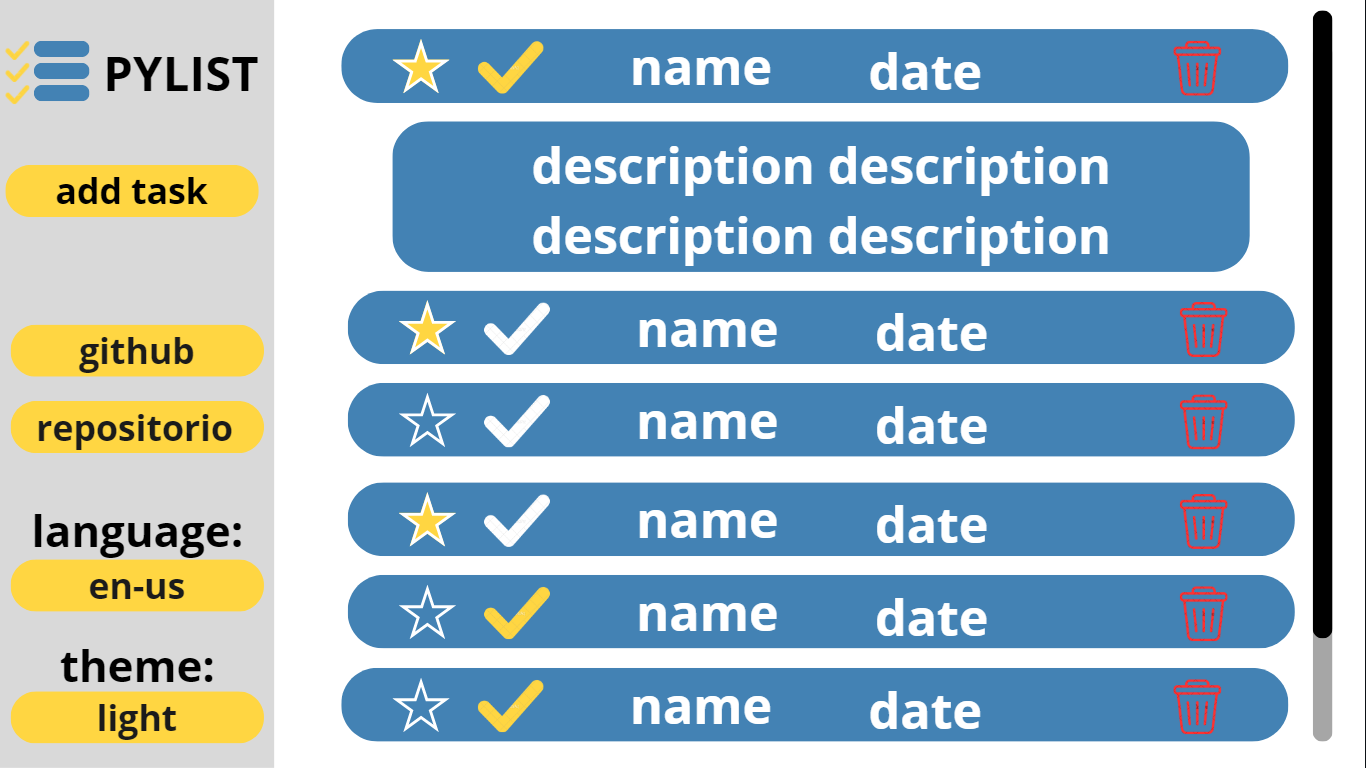 PYLIST
add task
github
repositorio
language:
en-us
theme:
light
name date
description description
description description
name date
name date
name date
name date
name date